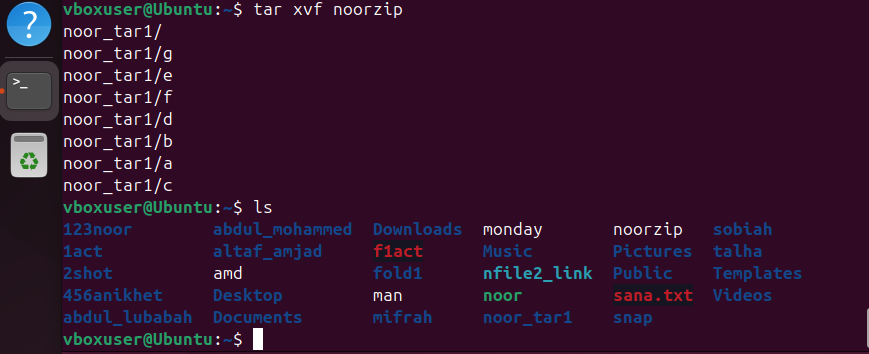 vboxuser@Ubuntu:~$ tar xvf noorzip
noor_tar1/
noor_tar1/g
noor_tar1/e
noor_tar1/f
noor_tar1/d
noor_tar1/b
noor_tar1/a
noor_tar1/c
vboxuser@Ubuntu:~$ ls
123noor abdul_mohammed Downloads monday noorzip sobiah
1act altaf_amjad f1act Music Pictures talha
2shot amd fold1 nfile2_link Public Templates
456anikhet Desktop man noor sana.txt Videos
abdul_lubabah Documents mifrah noor_tar1 snap
vboxuser@Ubuntu:~$